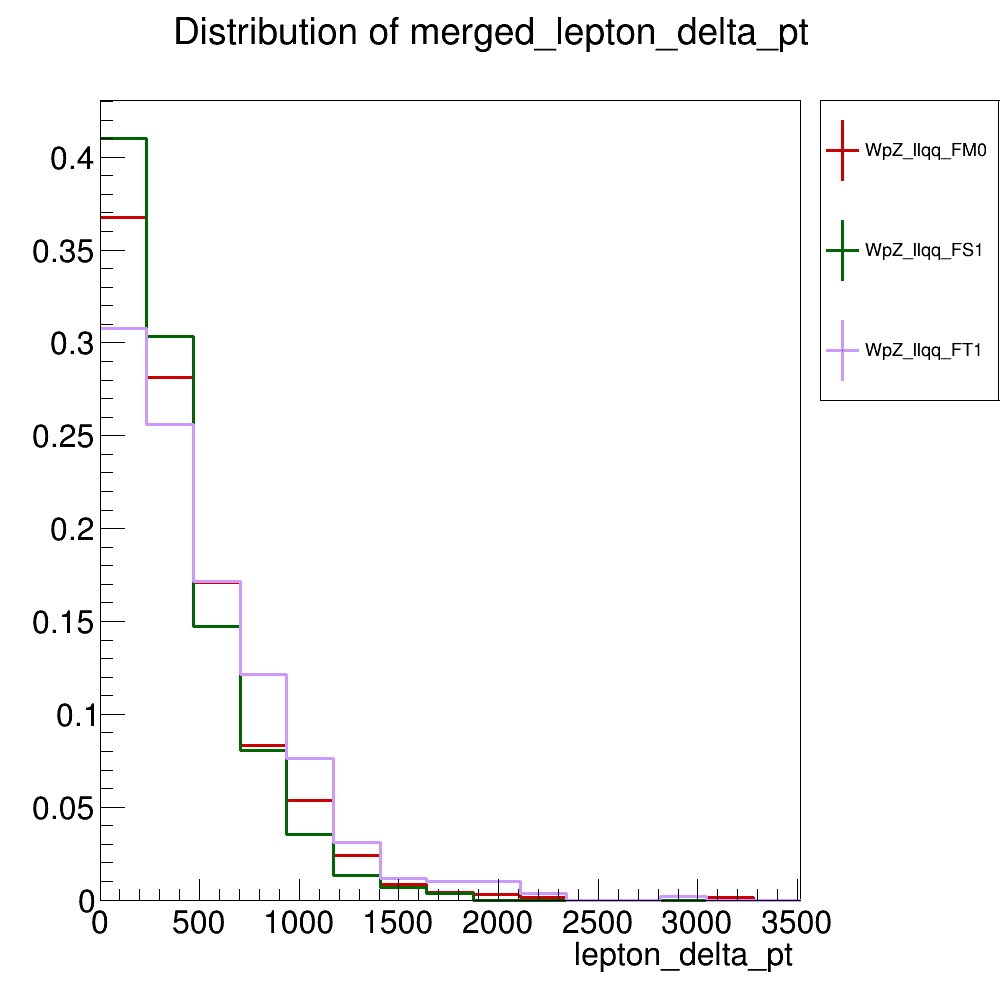 Distribution of merged_lepton_delta_pt
0.4
0.35
0.3
0.25
0.2
0.15
0.1
0.05
0
0 500 1000 1500 2000 2500 3000 3500
lepton_delta_pt
WpZ_llqq_FM0
WpZ_llqq_FS1
WpZ_llqq_FT1